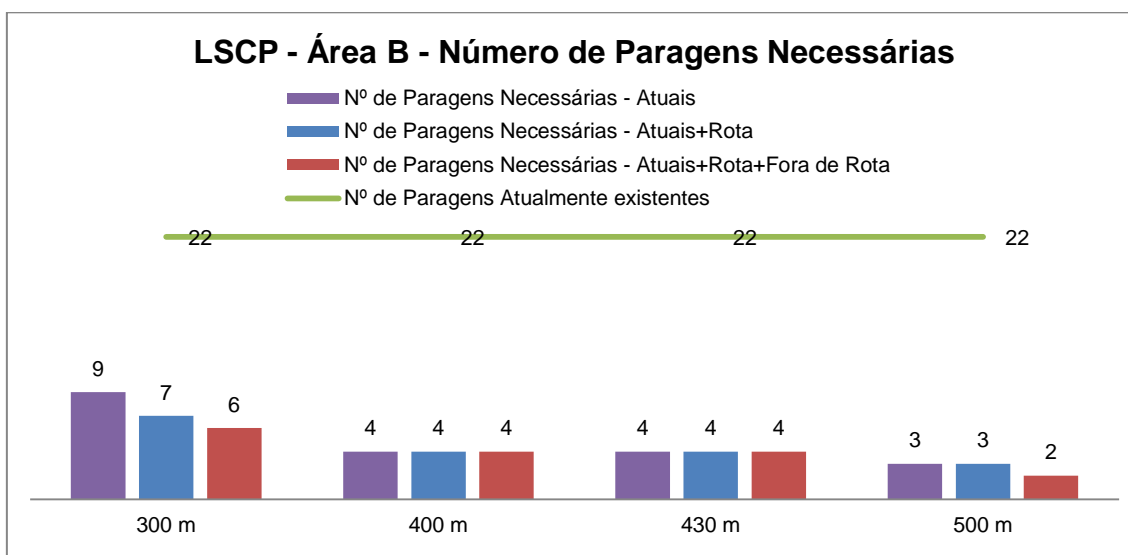 LSCP - Área B - Número de Paragens Necessárias
Nº de Paragens Necessárias - Atuais
Nº de Paragens Necessárias - Atuais+Rota
Nº de Paragens Necessárias - Atuais+Rota+Fora de Rota
Nº de Paragens Atualmente existentes
22 22 22 22
9 7 6 4 4 4 4 4 4 3 3 2
300 m 400 m 430 m 500 m